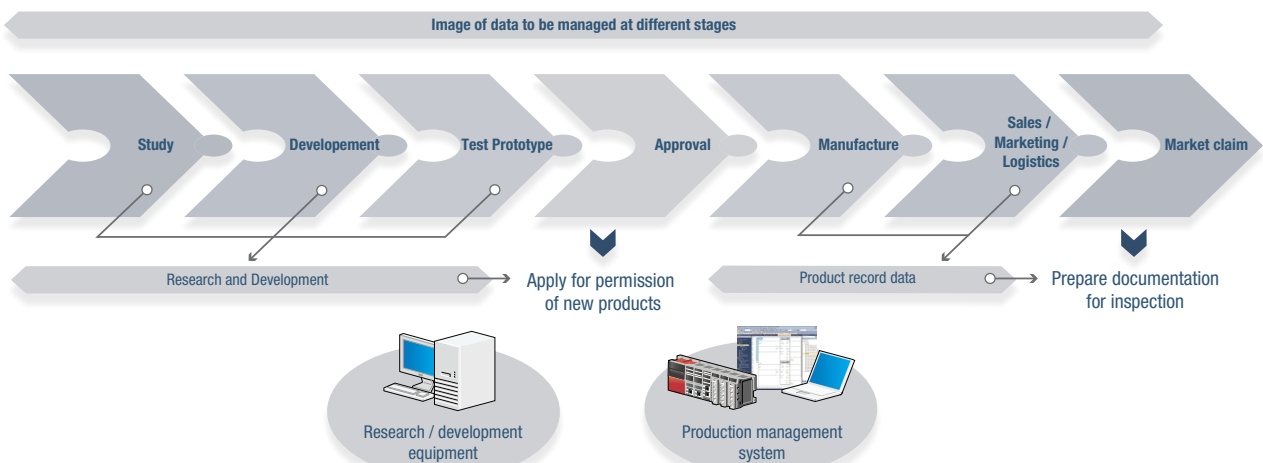 Image of data to be managed at different stages
Study
Developement
Test Prototype
Approval
Manufacture
Sales /
Marketing /
Logistics
Market claim
Research and Development
Apply for permission
of new products
Product record data
Prepare documentation
for inspection
Research / development
equipment
Production management
system